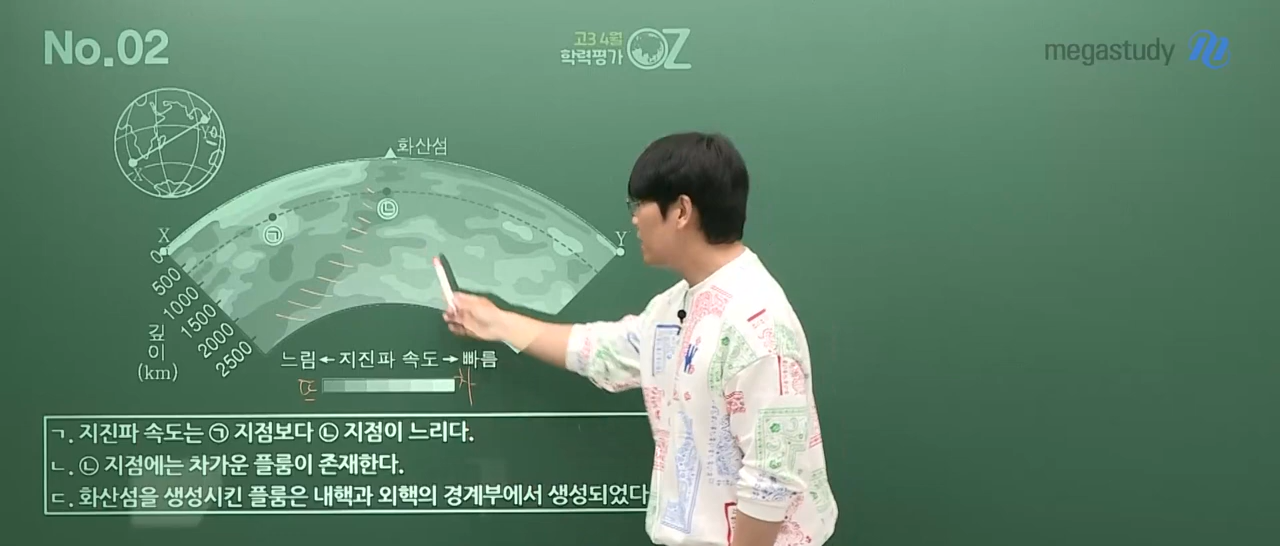 No.02
고3 4월
학력평가 OZ
megastudy
X
Y
화산섬
㉠
㉡
X
Y
0
500
1000
1500
2000
2500
깊이
(km)
느림←지진파 속도→빠름
뜨
차
ㄱ. 지진파 속도는 ㉠ 지점보다 ㉡ 지점이 느리다.
ㄴ. ㉡ 지점에는 차가운 플룸이 존재한다.
ㄷ. 화산섬을 생성시킨 플룸은 내핵과 외핵의 경계부에서 생성되었다